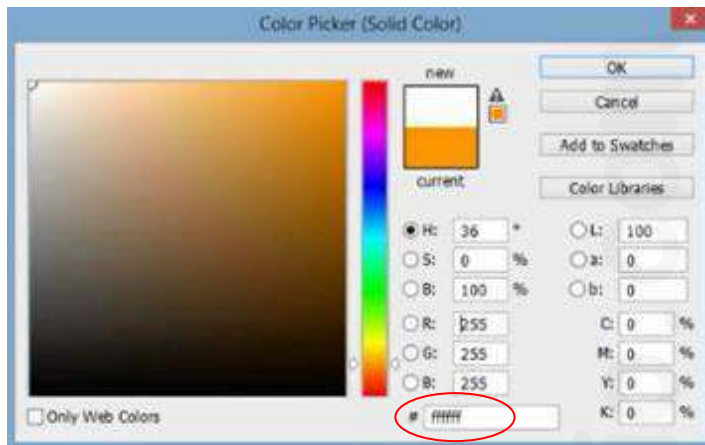 Color Picker (Solid Color)
new
current
OK
Cancel
Add to Swatches
Color Libraries
H: 36 °
S: 0 %
B: 100 %
R: 255
G: 255
B: 255
# ffffff
L: 100
a: 0
b: 0
C: 0 %
M: 0 %
Y: 0 %
K: 0 %
Only Web Colors